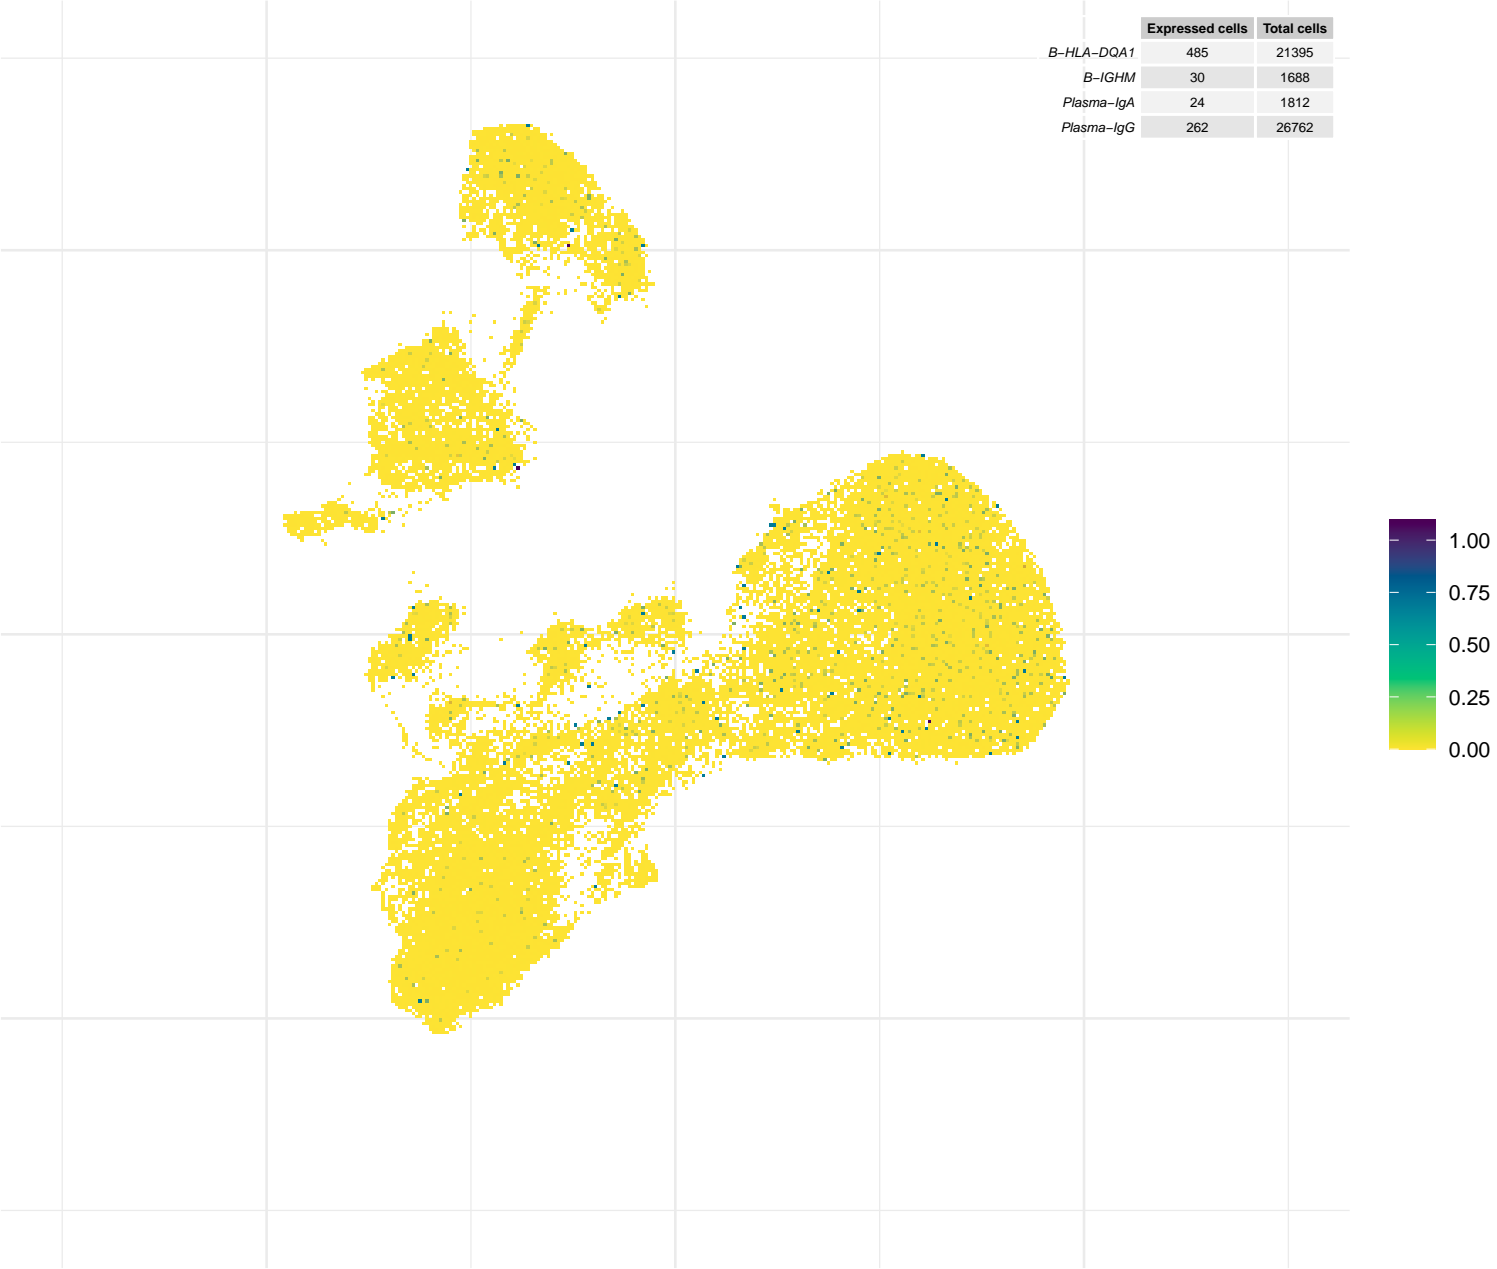 Expressed cells Total cells
B−HLA−DQA1 485 21395
B−IGHM 30 1688
Plasma−IgA 24 1812
Plasma−IgG 262 26762
1.00
0.75
0.50
0.25
0.00